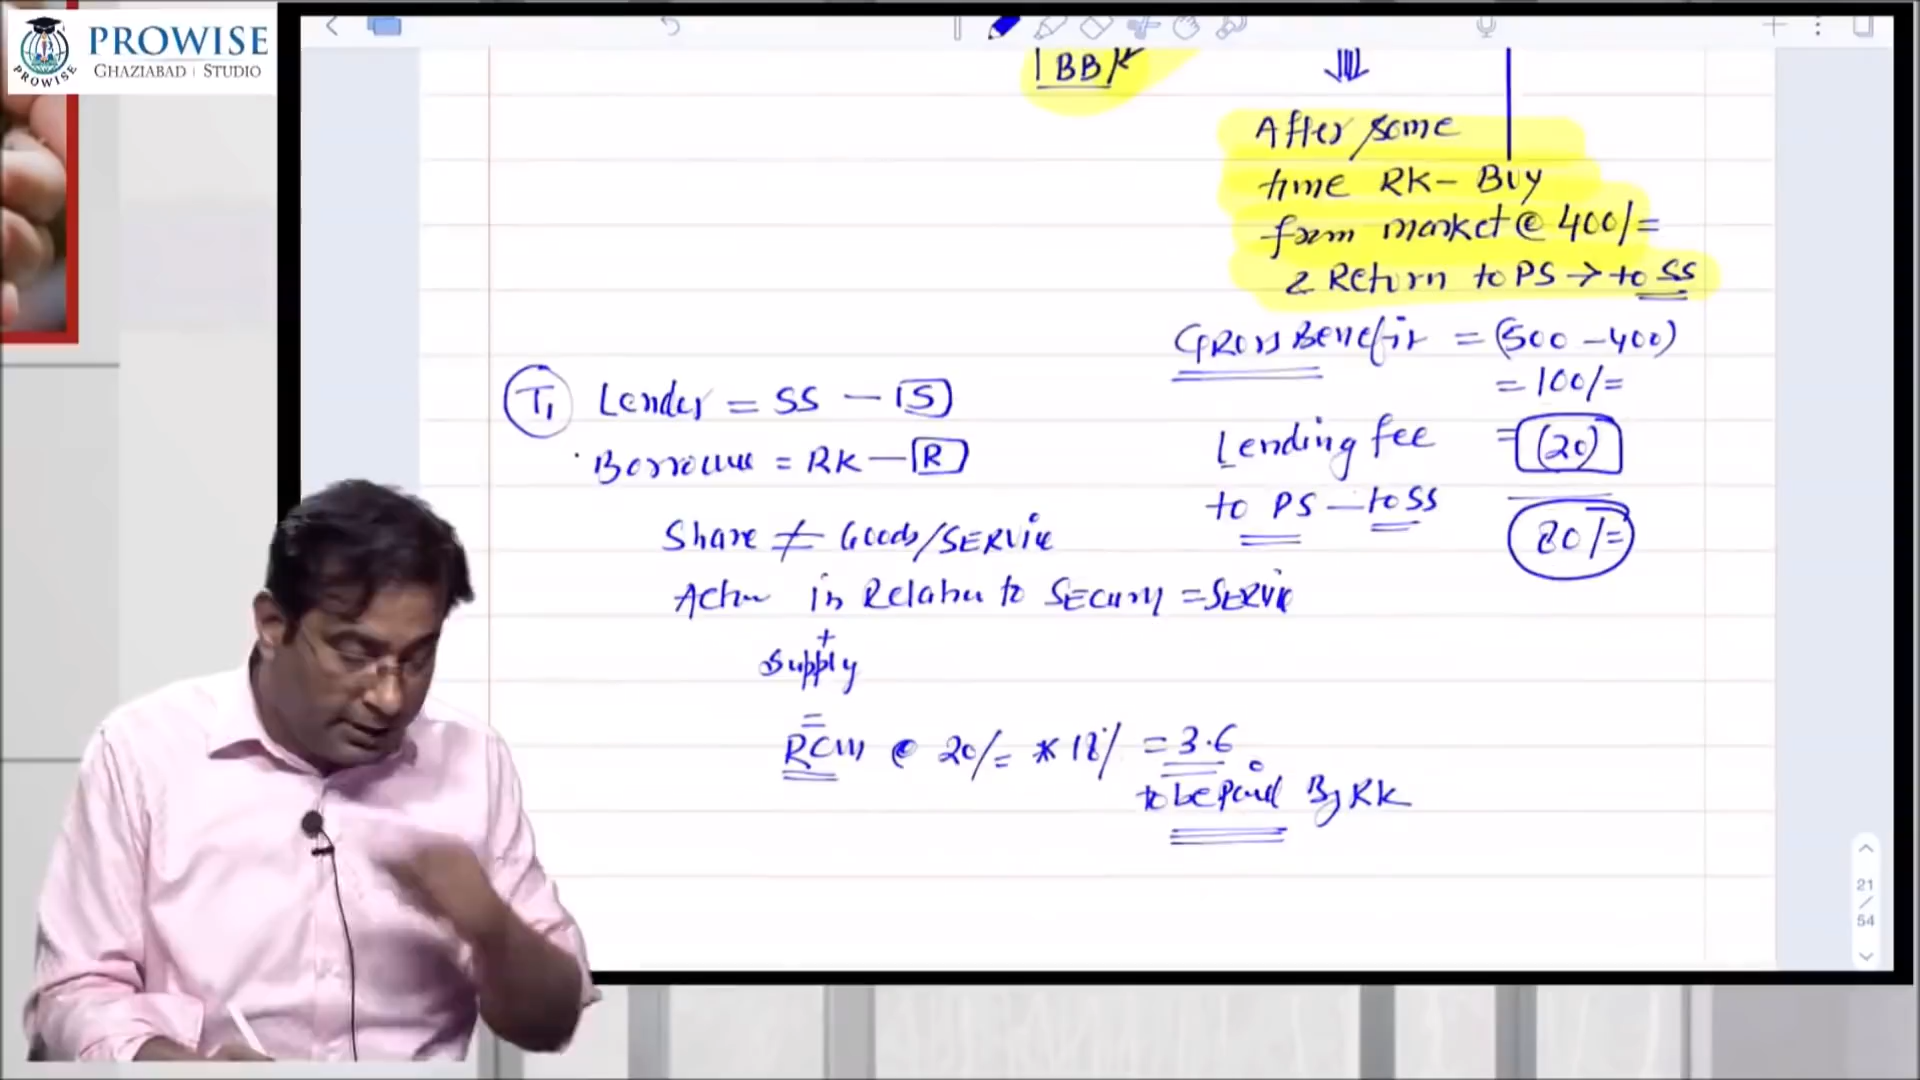 PROWISE
GHAZIABAD | STUDIO
PROWISE
1 BB/K
After some
time RK- Buy
from market @ 400/=
& Return to PS → to SS
Gross Benefit = (500 - 400)
= 100/=
Lending fee = (20)
to PS - to SS
80/=
T1 Lender = SS - S
Borrower = RK - R
Share ≠ Goods/SERVICE
Action in Relation to SECURITY = SERVICE
+
Supply
=
RCM @ 20/= * 18% = 3.6
to be Paid By RK
21
/
54